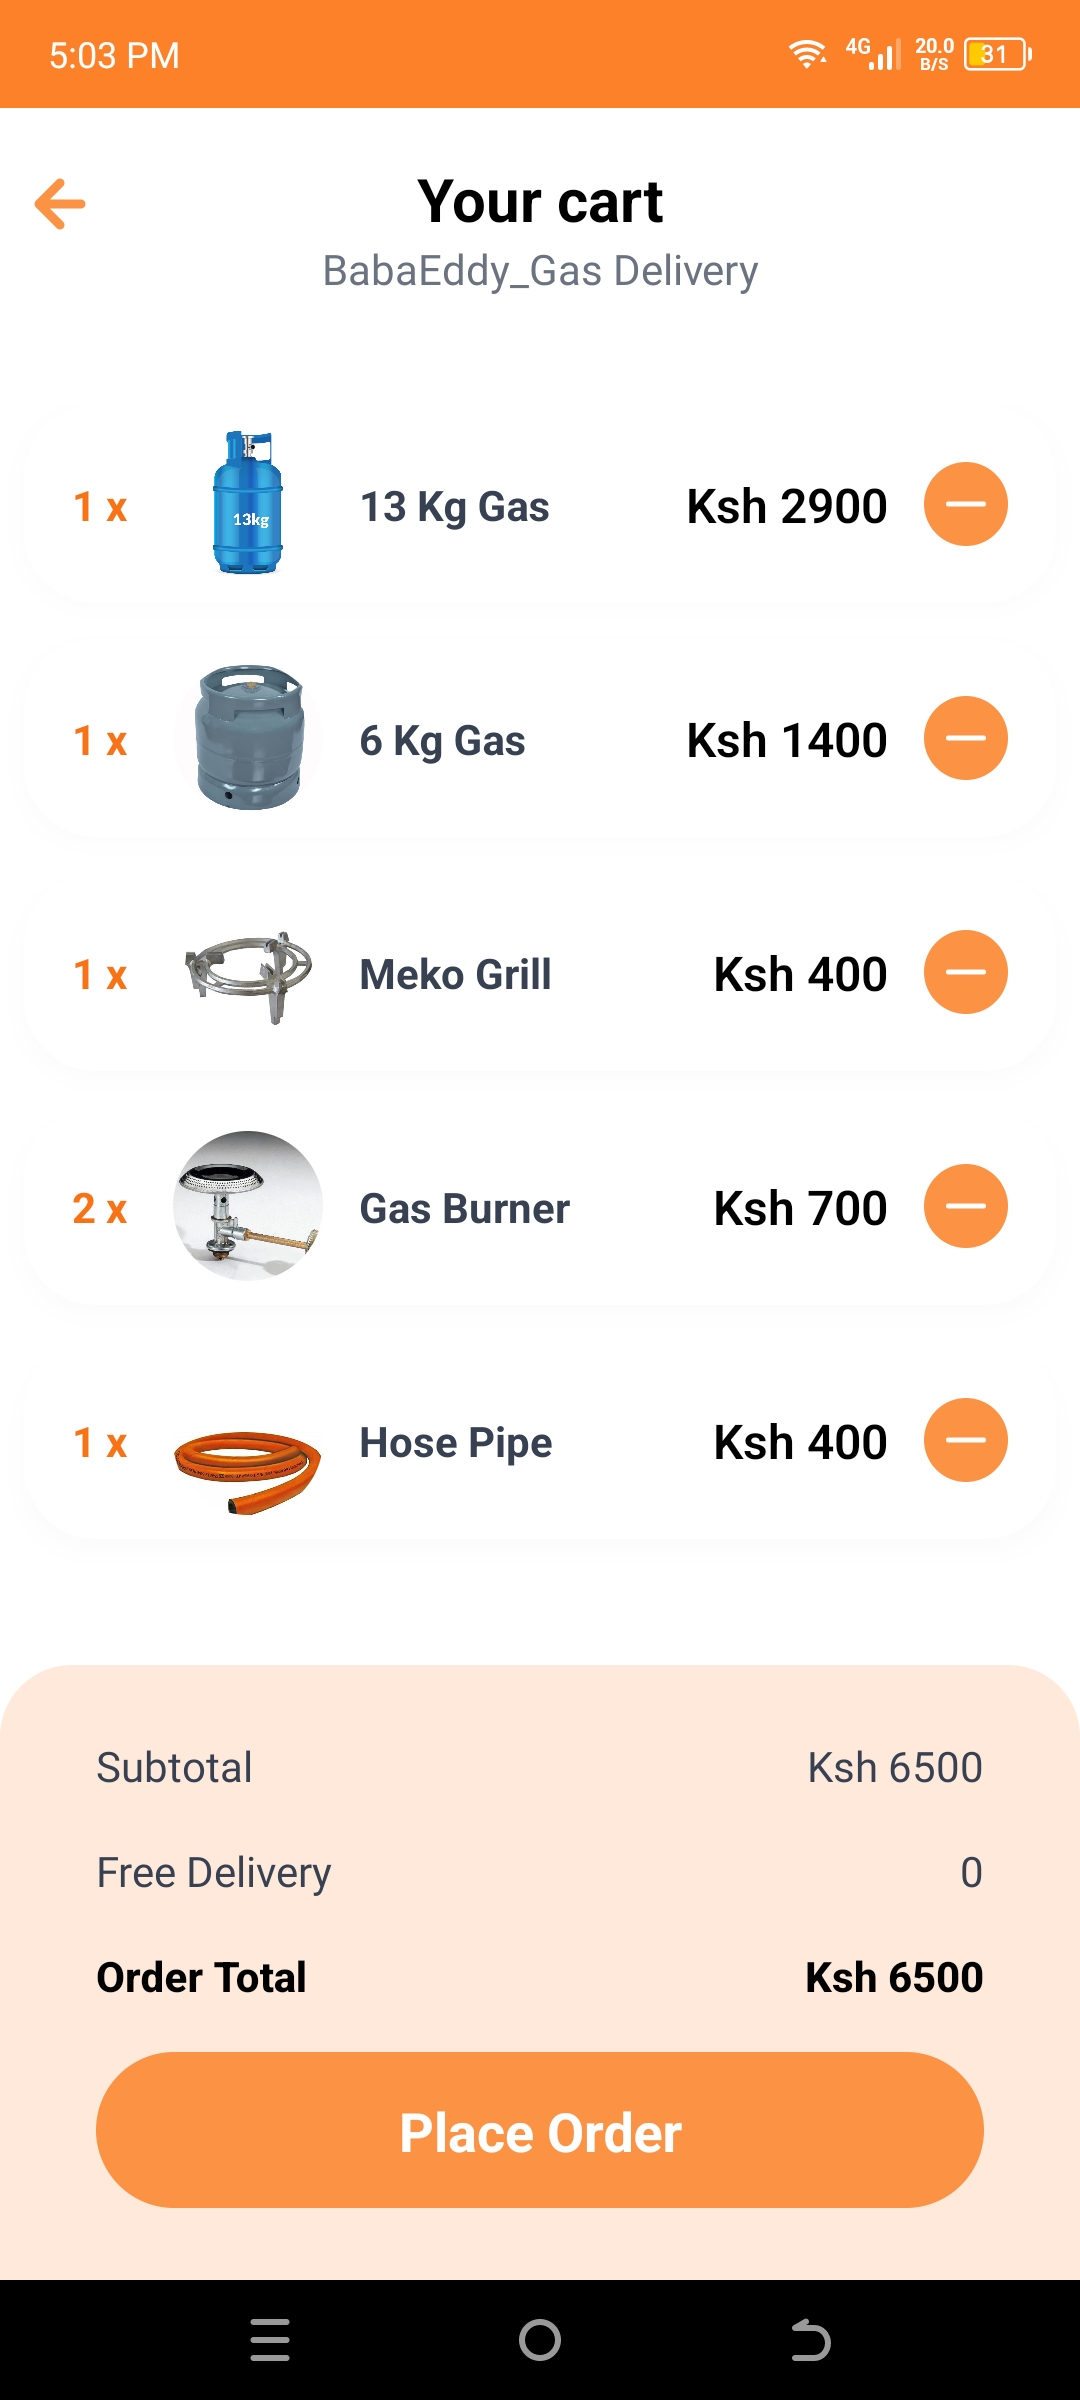 5:03 PM
4G 20.0 B/S 31
Your cart
BabaEddy_Gas Delivery
1 x 13kg 13 Kg Gas Ksh 2900
1 x 6 Kg Gas Ksh 1400
1 x Meko Grill Ksh 400
2 x Gas Burner Ksh 700
1 x Hose Pipe Ksh 400
Subtotal Ksh 6500
Free Delivery 0
Order Total Ksh 6500
Place Order